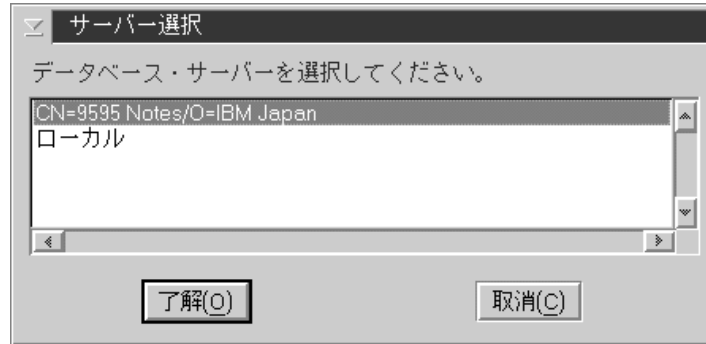 サーバー選択
データベース・サーバーを選択してください。
CN=9595 Notes/O=IBM Japan
ローカル
了解(O) 取消(C)